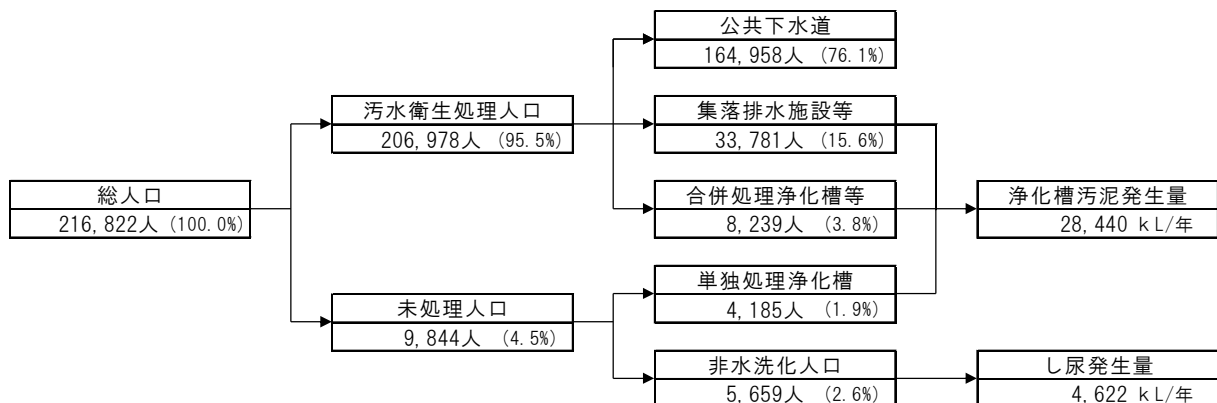 総人口
216,822人 (100.0%)
汚水衛生処理人口
206,978人 (95.5%)
未処理人口
9,844人 (4.5%)
公共下水道
164,958人 (76.1%)
集落排水施設等
33,781人 (15.6%)
合併処理浄化槽等
8,239人 (3.8%)
単独処理浄化槽
4,185人 (1.9%)
非水洗化人口
5,659人 (2.6%)
浄化槽汚泥発生量
28,440 kL/年
し尿発生量
4,622 kL/年